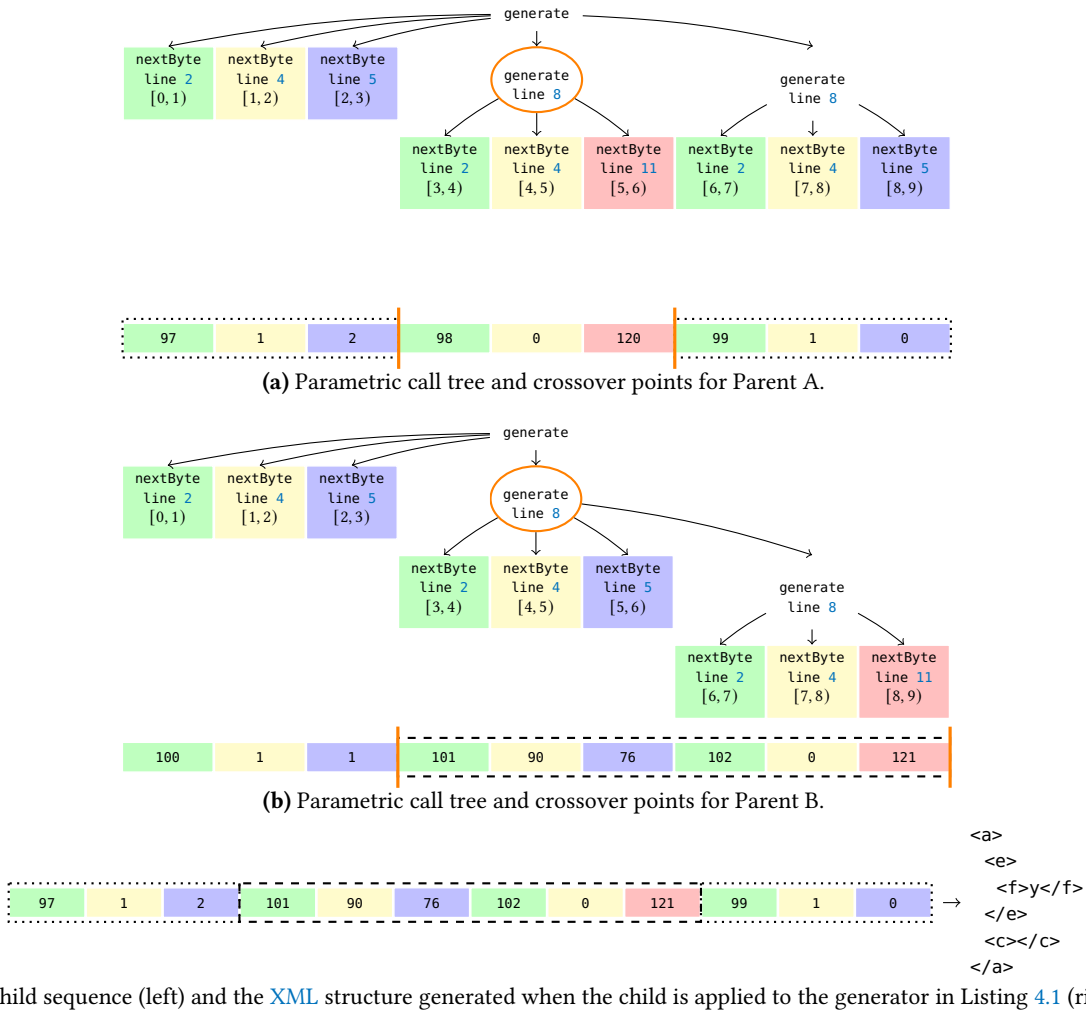 generate
nextByte nextByte nextByte
line 2 line 4 line 5
[0, 1) [1, 2) [2, 3)
generate generate
line 8 line 8
nextByte nextByte nextByte nextByte nextByte nextByte
line 2 line 4 line 11 line 2 line 4 line 5
[3, 4) [4, 5) [5, 6) [6, 7) [7, 8) [8, 9)
97 1 2 98 0 120 99 1 0
(a) Parametric call tree and crossover points for Parent A.
generate
nextByte nextByte nextByte
line 2 line 4 line 5
[0, 1) [1, 2) [2, 3)
generate
line 8
nextByte nextByte nextByte
line 2 line 4 line 5
[3, 4) [4, 5) [5, 6)
generate
line 8
nextByte nextByte nextByte
line 2 line 4 line 11
[6, 7) [7, 8) [8, 9)
100 1 1 101 90 76 102 0 121
(b) Parametric call tree and crossover points for Parent B.
97 1 2 101 90 76 102 0 121 99 1 0
<a>
<e>
<f>y</f>
</e>
<c></c>
</a>
hild sequence (left) and the XML structure generated when the child is applied to the generator in Listing 4.1 (ri